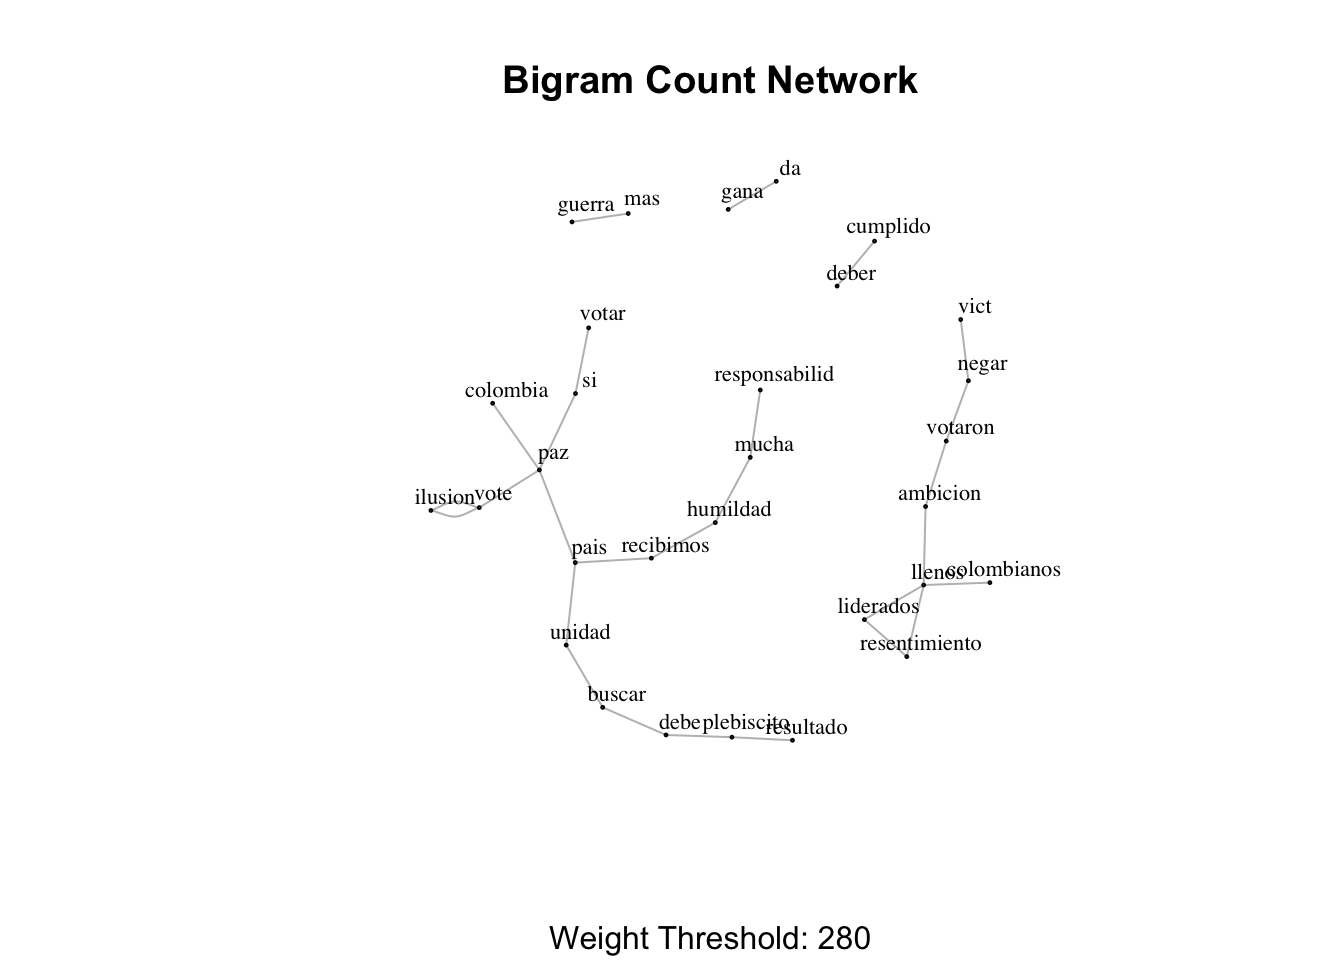 Bigram Count Network
da
gana
mas
guerra
cumplido
deber
vict
votar
negar
responsabilid
si
colombia
votaron
mucha
paz
ambicion
vote
ilusion
humildad
recibimos
pais
colombianos
llenos
liderados
unidad
resentimiento
buscar
debe
plebiscito
resultado
Weight Threshold: 280